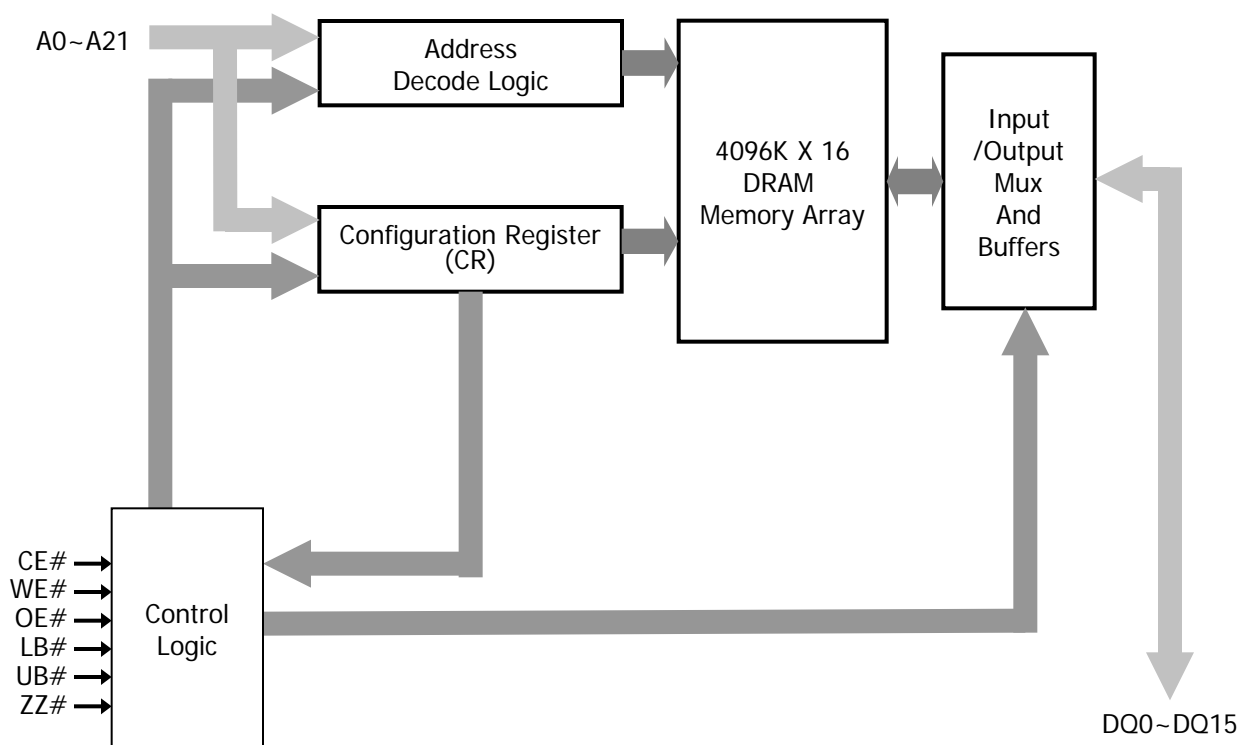 A0~A21
Address
Decode Logic
4096K X 16
DRAM
Memory Array
Input
/Output
Mux
And
Buffers
Configuration Register
(CR)
CE#
WE#
OE#
LB#
UB#
ZZ#
Control
Logic
DQ0~DQ15